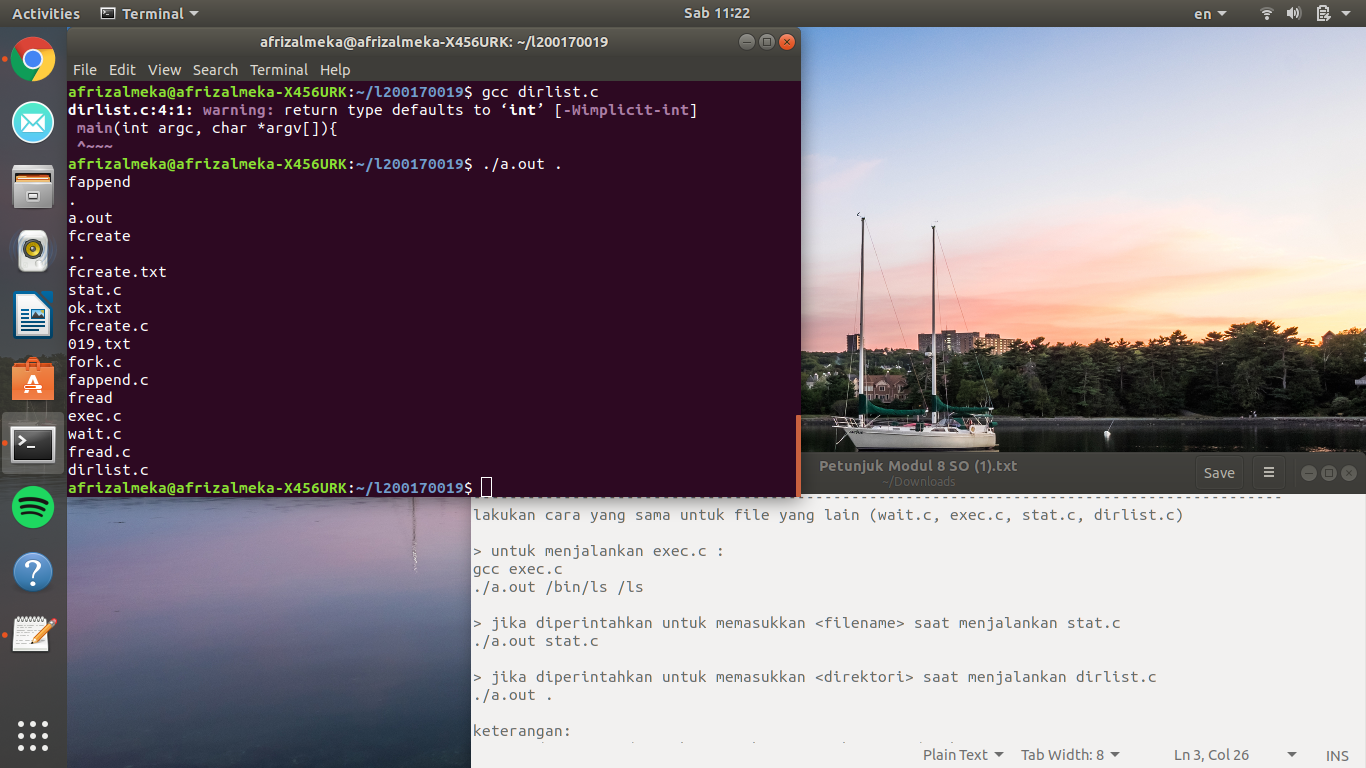 Activities Terminal Sab 11:22 en
afrizalmeka@afrizalmeka-X456URK: ~/l200170019
File Edit View Search Terminal Help
afrizalmeka@afrizalmeka-X456URK:~/l200170019$ gcc dirlist.c
dirlist.c:4:1: warning: return type defaults to ‘int’ [-Wimplicit-int]
main(int argc, char *argv[]){
^~~~
afrizalmeka@afrizalmeka-X456URK:~/l200170019$ ./a.out .
fappend
.
a.out
fcreate
..
fcreate.txt
stat.c
ok.txt
fcreate.c
019.txt
fork.c
fappend.c
fread
exec.c
wait.c
fread.c
dirlist.c
afrizalmeka@afrizalmeka-X456URK:~/l200170019$
Petunjuk Modul 8 SO (1).txt
~/Downloads
Save
lakukan cara yang sama untuk file yang lain (wait.c, exec.c, stat.c, dirlist.c)
> untuk menjalankan exec.c :
gcc exec.c
./a.out /bin/ls /ls
> jika diperintahkan untuk memasukkan <filename> saat menjalankan stat.c
./a.out stat.c
> jika diperintahkan untuk memasukkan <direktori> saat menjalankan dirlist.c
./a.out .
keterangan:
Plain Text Tab Width: 8 Ln 3, Col 26 INS